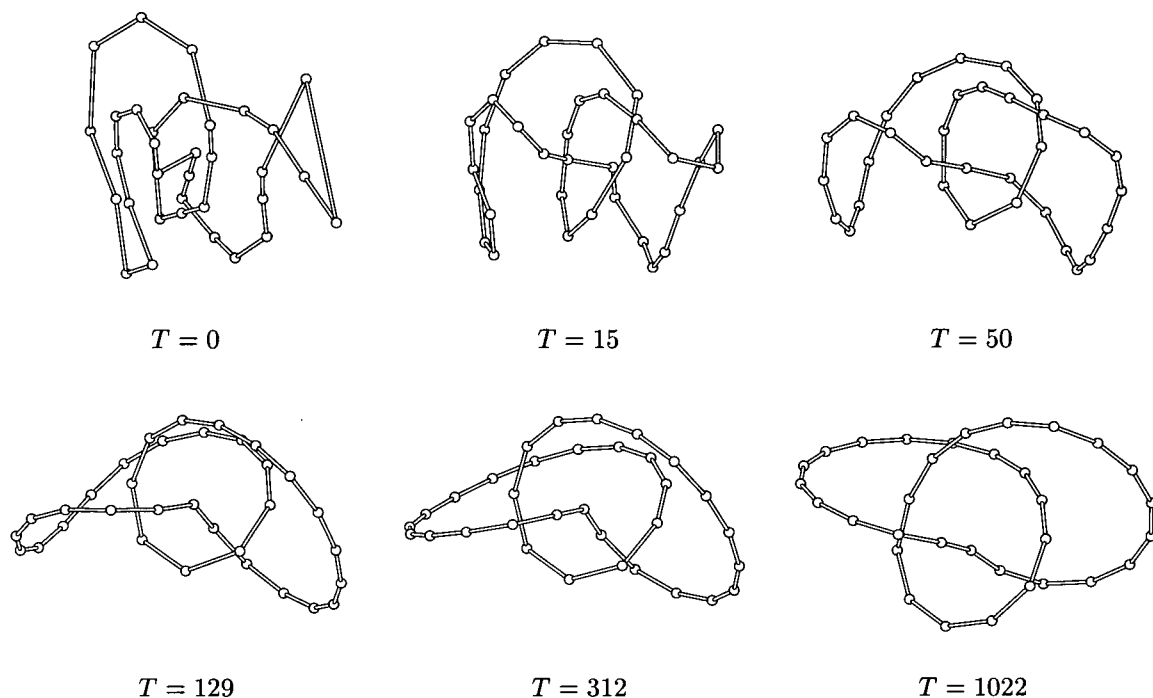 T = 0 T = 15 T = 50
T = 129 T = 312 T = 1022